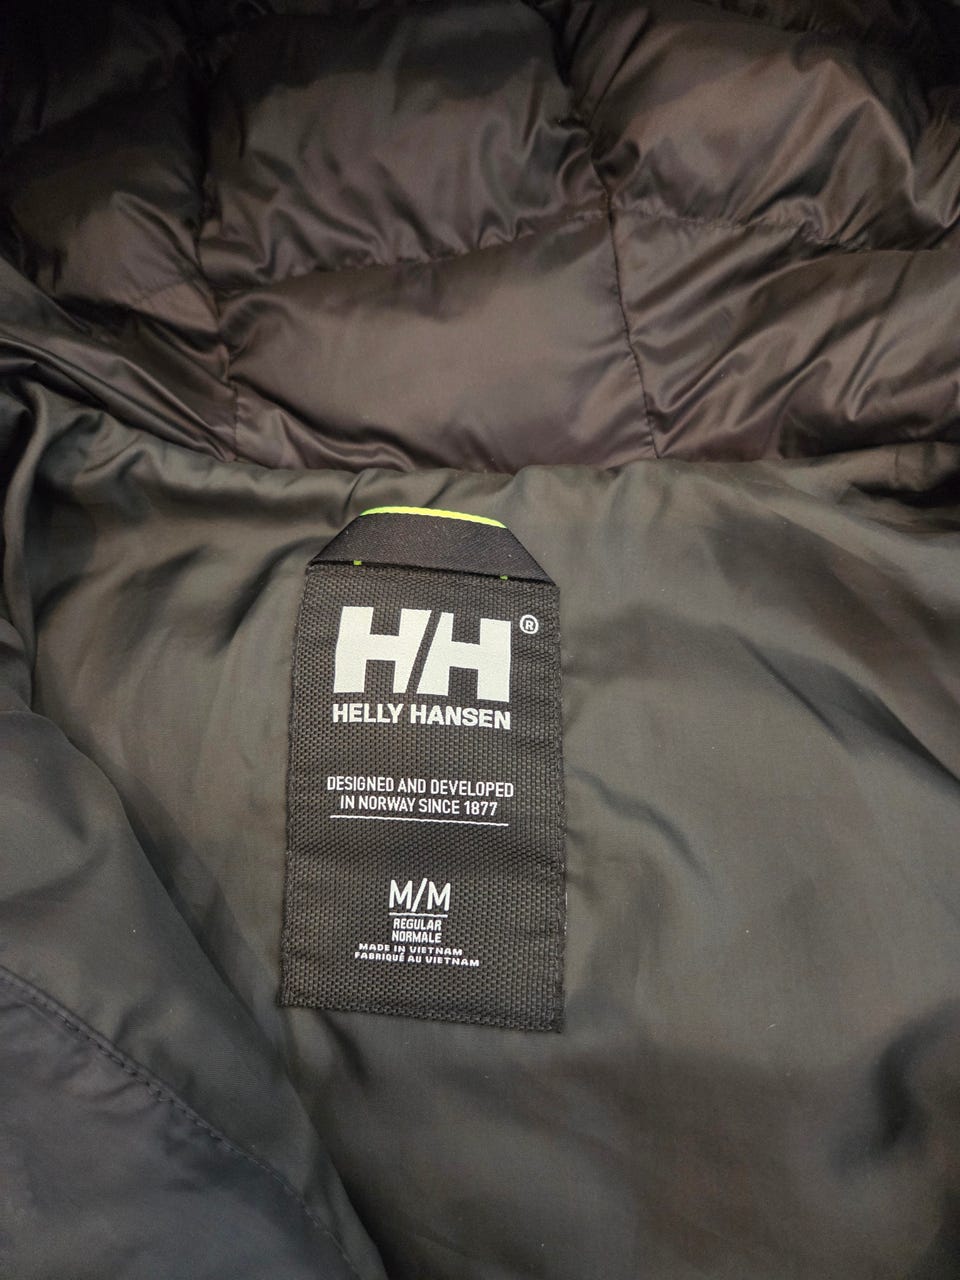 HH®
HELLY HANSEN
DESIGNED AND DEVELOPED
IN NORWAY SINCE 1877
M/M
REGULAR
NORMALE
MADE IN VIETNAM
FABRIQUÉ AU VIETNAM